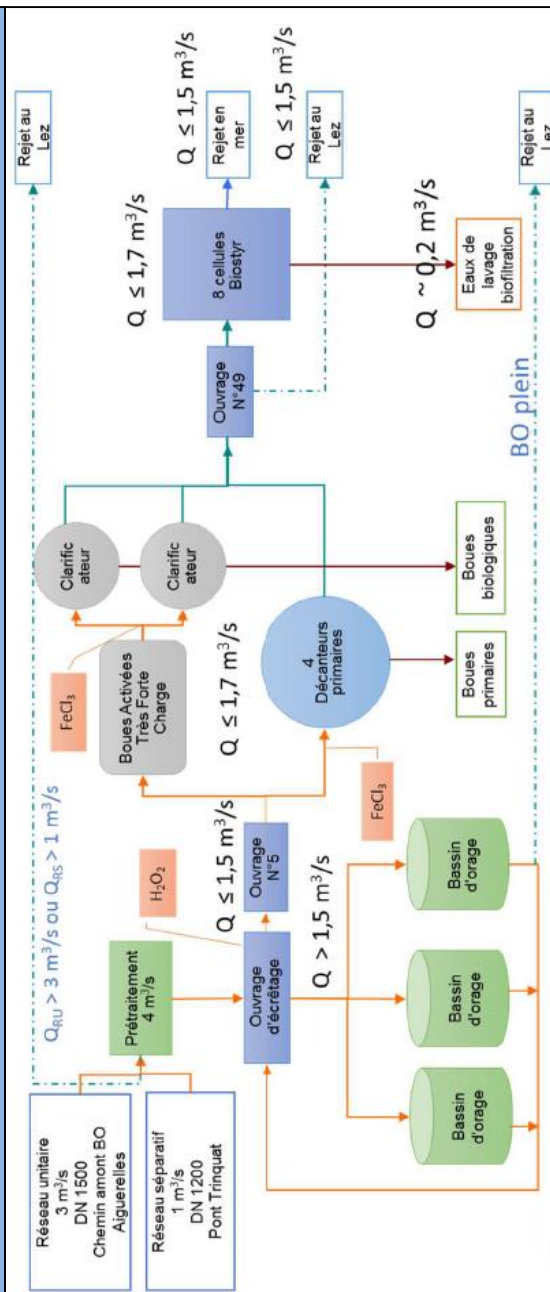 Réseau unitaire
3 m³/s
DN 1500
Chemin amont BO
Aiguerelles
Réseau séparatif
1 m³/s
DN 1200
Pont Trinquat
Q_RU > 3 m³/s ou Q_RS > 1 m³/s
Rejet au
Lez
Prétraitement
4 m³/s
H₂O₂
Ouvrage
d'écrêtage
Q ≤ 1,5 m³/s
Ouvrage
N°5
Q > 1,5 m³/s
Bassin
d'orage
Bassin
d'orage
Bassin
d'orage
FeCl₃
Boues Activées
Très Forte
Charge
Q ≤ 1,7 m³/s
Clarific
ateur
Clarific
ateur
4
Décanteurs
primaires
FeCl₃
Boues
primaires
Boues
biologiques
Ouvrage
N°49
Q ≤ 1,7 m³/s
8 cellules
Biostyr
Q ≤ 1,5 m³/s
Rejet en
mer
Q ≤ 1,5 m³/s
Rejet au
Lez
Q ~ 0,2 m³/s
Eaux de
lavage
biofiltration
BO plein
Rejet au
Lez